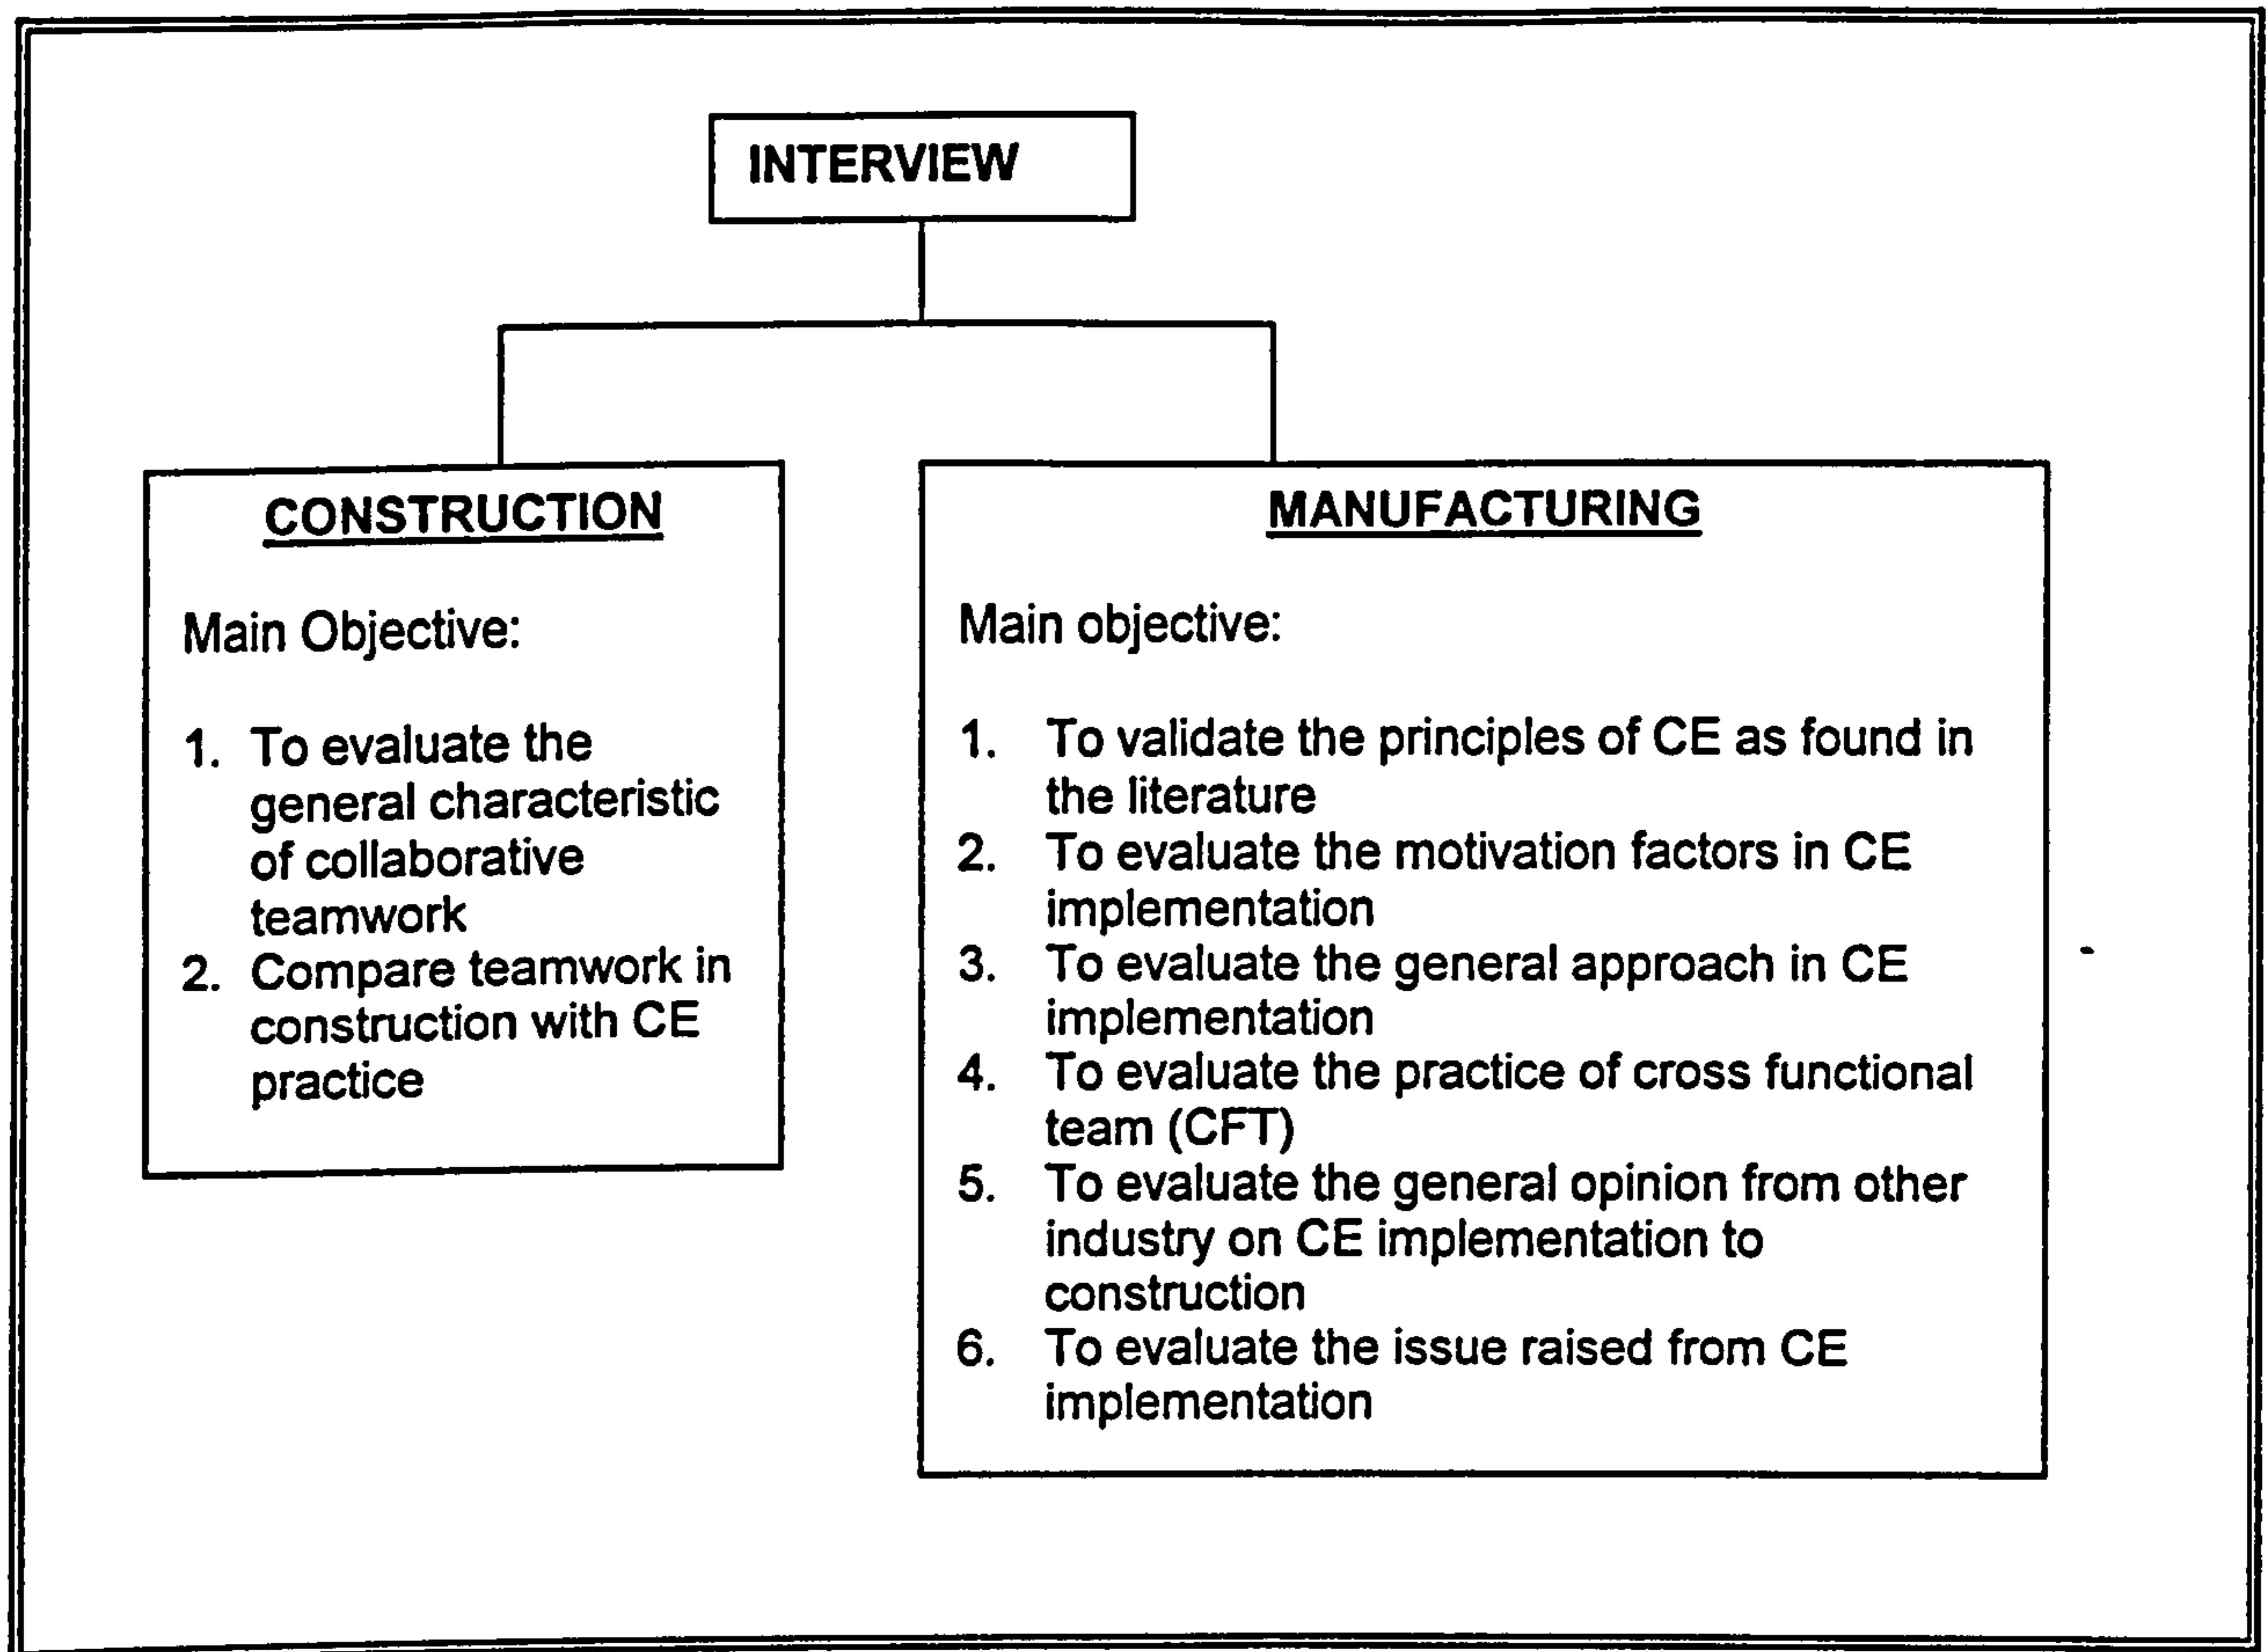 INTERVIEW
CONSTRUCTION
Main Objective:
1. To evaluate the
general characteristic
of collaborative
teamwork
2. Compare teamwork in
construction with CE
practice
MANUFACTURING
Main objective:
1. To validate the principles of CE as found in
the literature
2. To evaluate the motivation factors in CE
implementation
3. To evaluate the general approach in CE
implementation
4. To evaluate the practice of cross functional
team (CFT)
5. To evaluate the general opinion from other
industry on CE implementation to
construction
6. To evaluate the issue raised from CE
implementation